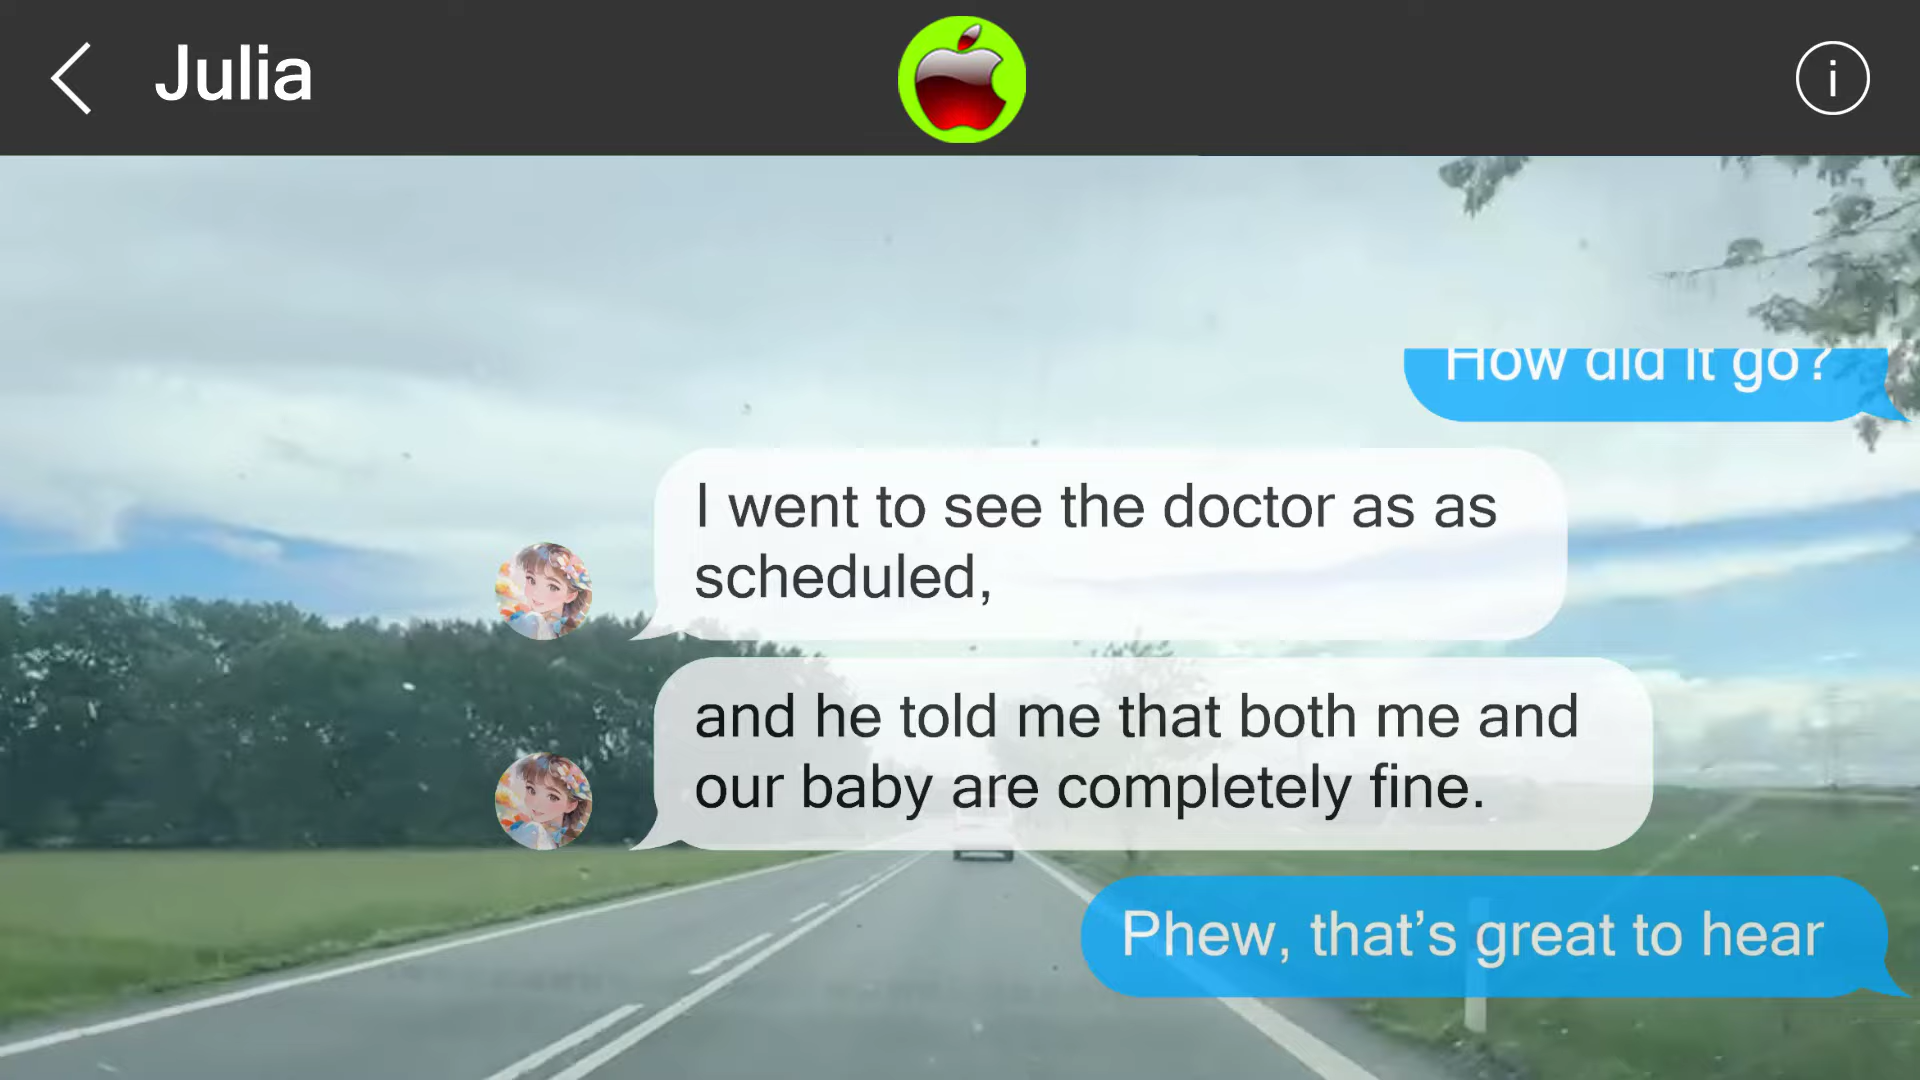 Julia
i
How did it go?
I went to see the doctor as as
scheduled,
and he told me that both me and
our baby are completely fine.
Phew, that’s great to hear